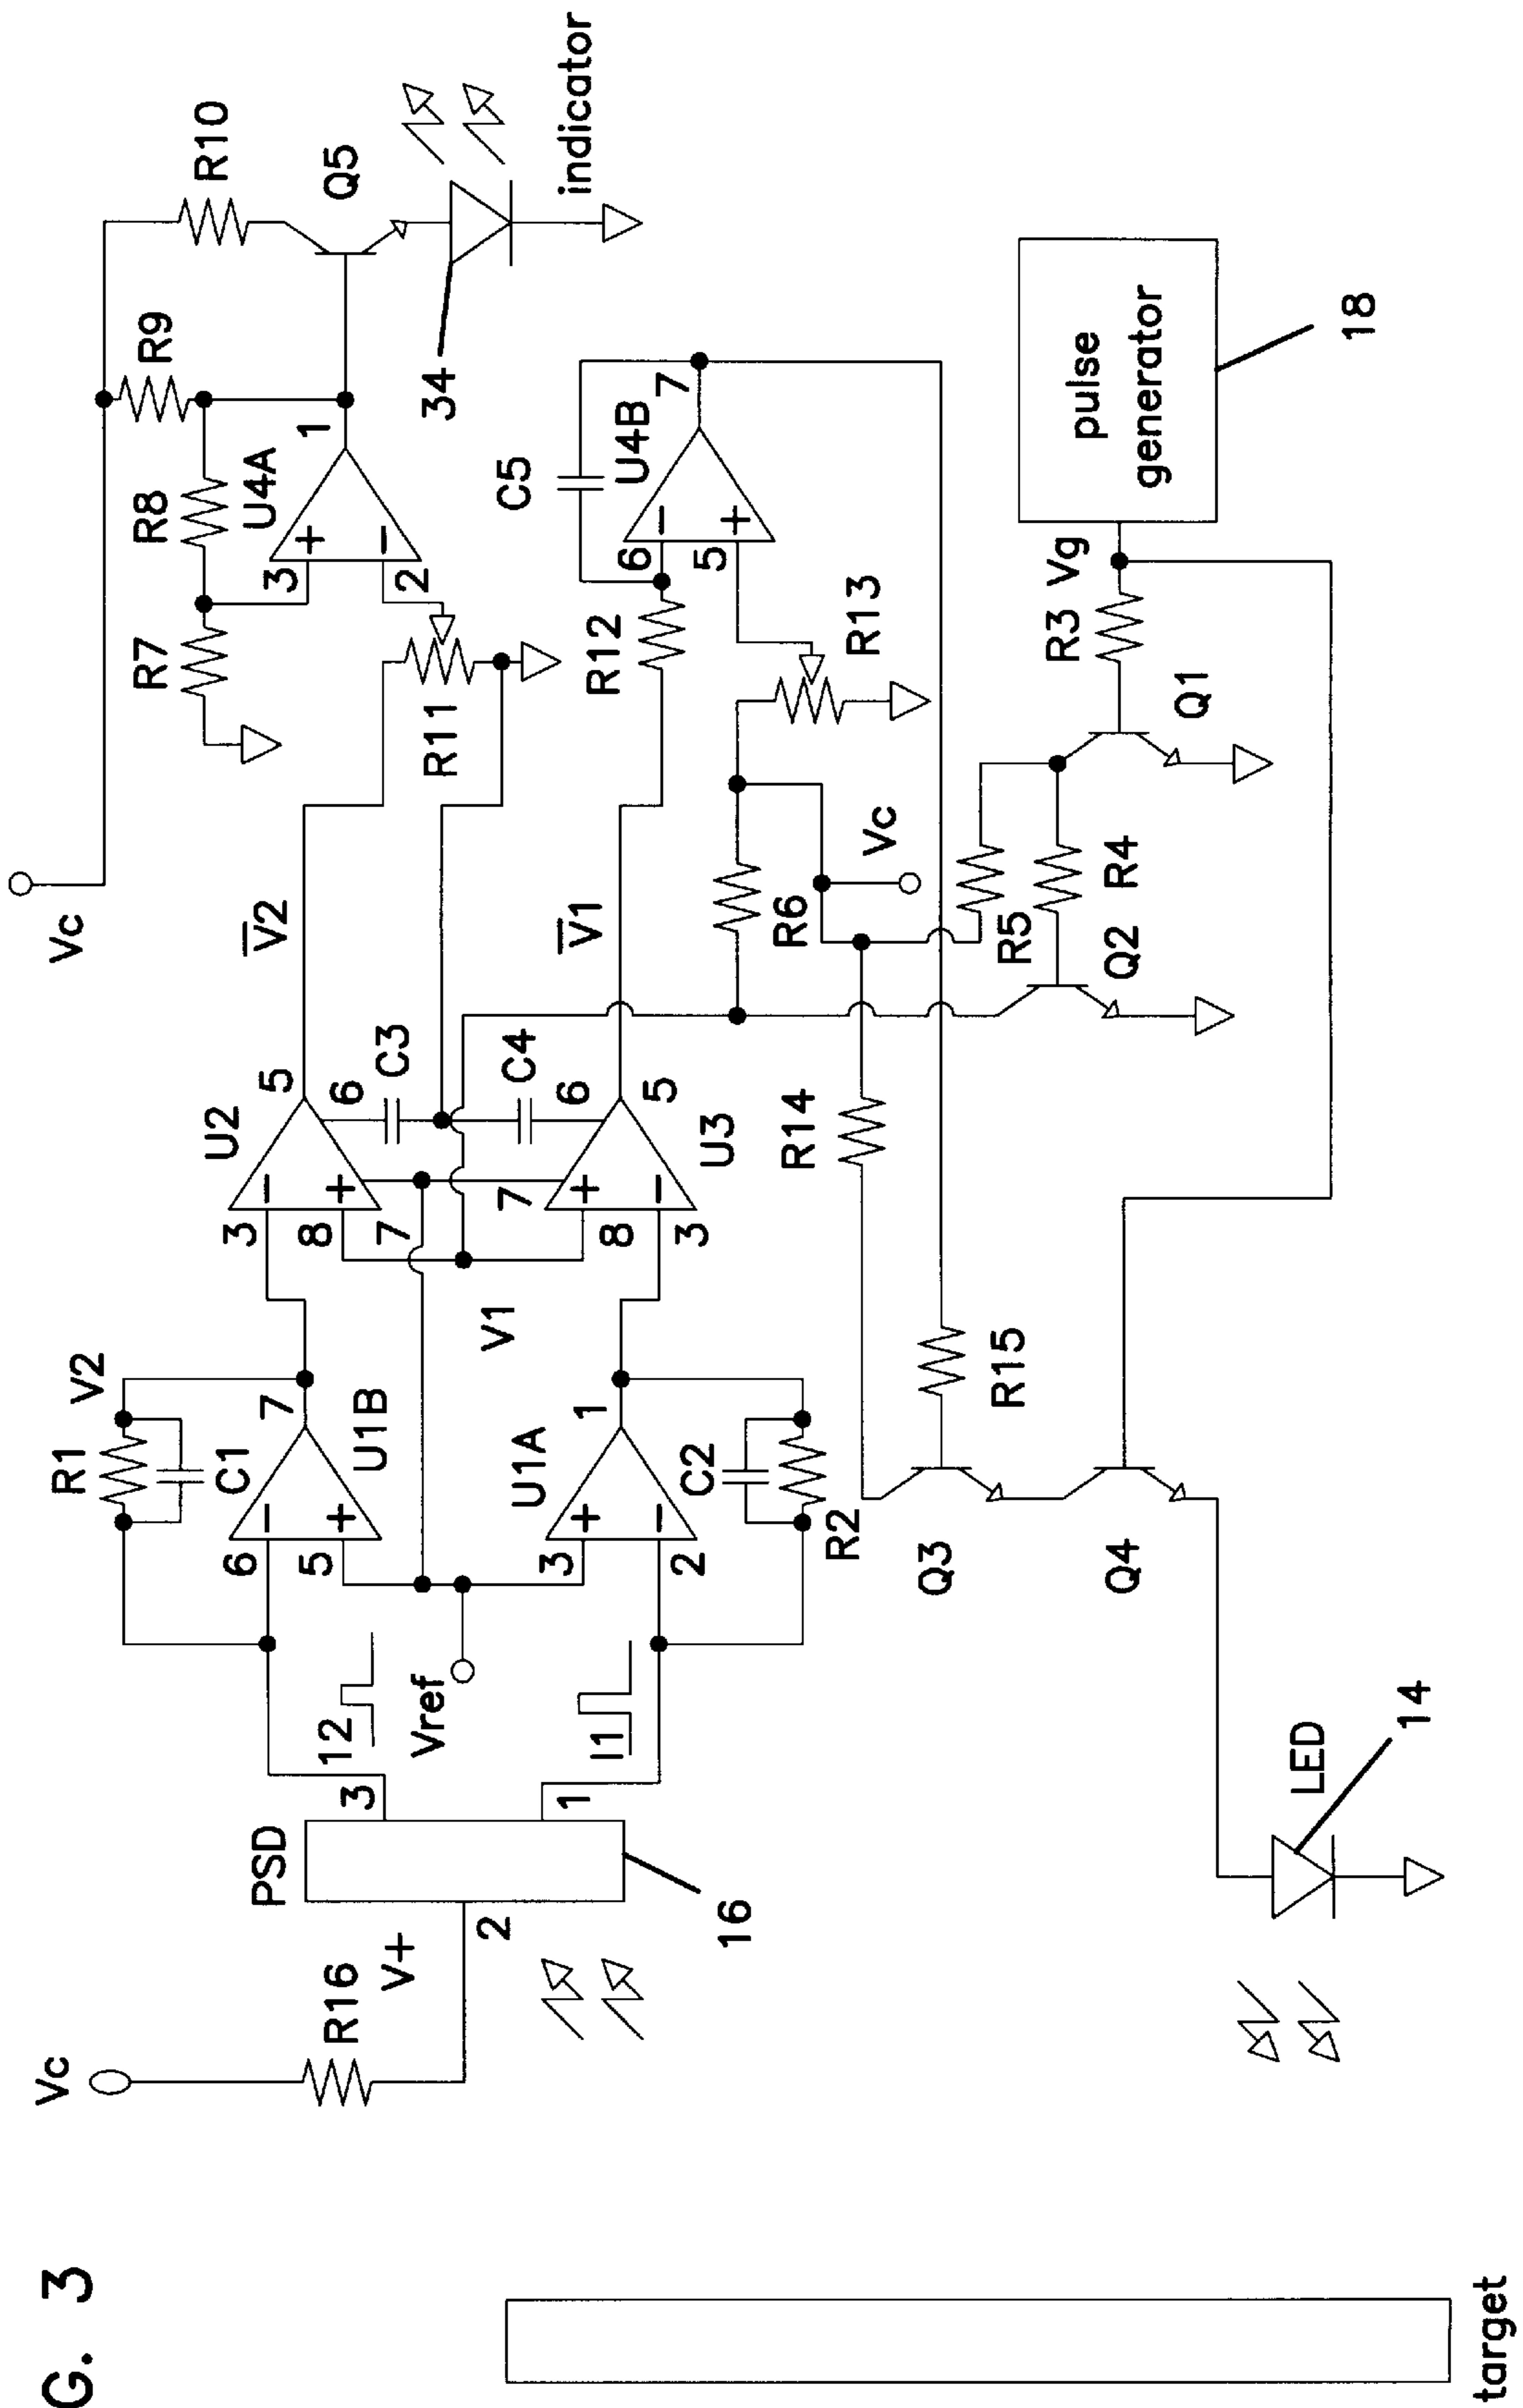 G. 3
target
Vc
R16
V+
2
PSD
16
3
1
12
I1
Vref
R1
V2
C1
6
5
7
U1B
U1A
3
2
1
C2
R2
V1
U2
3
8
7
5
6
C3
C4
U3
7
8
3
6
5
V̅2
V̅1
Vc
R7
R8
R9
R10
U4A
3
2
1
R11
Q5
34
indicator
C5
U4B
R12
6
5
7
R13
R6
Vc
R5
R4
Q2
Q1
R3
Vg
pulse
generator
18
R14
R15
Q3
Q4
LED
14